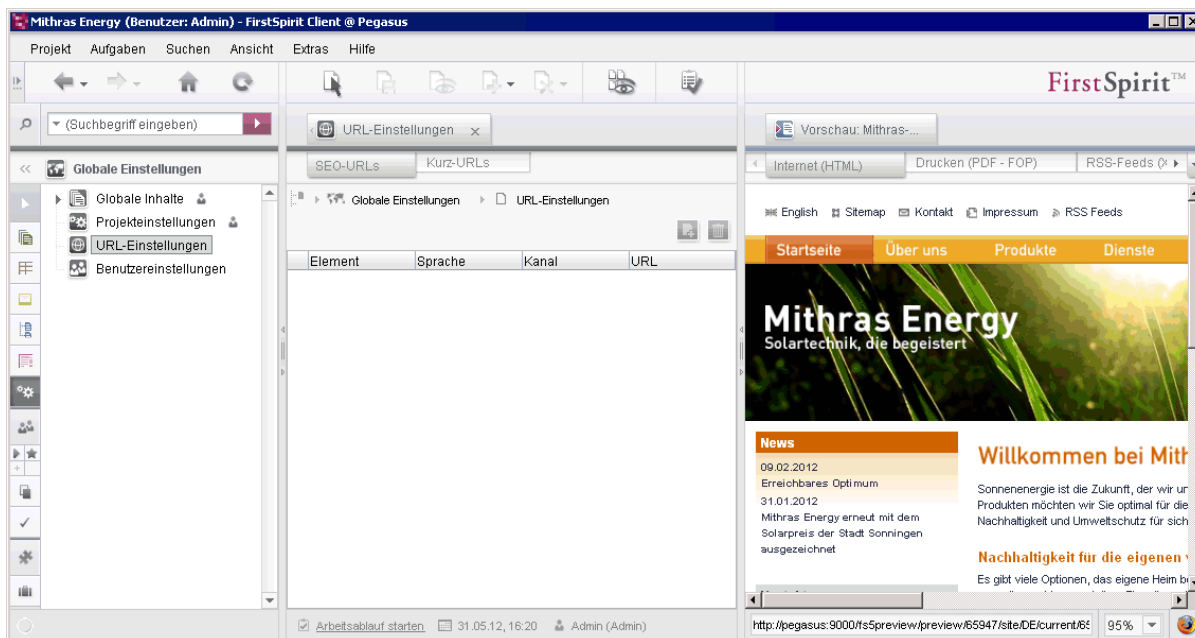 Mithras Energy (Benutzer: Admin) - FirstSpirit Client @ Pegasus
Projekt Aufgaben Suchen Ansicht Extras Hilfe
FirstSpirit™
(Suchbegriff eingeben)
URL-Einstellungen x
Vorschau: Mithras-...
Globale Einstellungen
SEO-URLs Kurz-URLs
Internet (HTML) Drucken (PDF - FOP) RSS-Feeds
Globale Inhalte
Projekteinstellungen
URL-Einstellungen
Benutzereinstellungen
Globale Einstellungen URL-Einstellungen
Element Sprache Kanal URL
English Sitemap Kontakt Impressum RSS Feeds
Startseite Über uns Produkte Dienste
Mithras Energy
Solartechnik, die begeistert
News
09.02.2012
Erreichbares Optimum
31.01.2012
Mithras Energy erneut mit dem
Solarpreis der Stadt Sonningen
ausgezeichnet
Willkommen bei Mith
Sonnenenergie ist die Zukunft, der wir un
Produkten möchten wir Sie optimal für die
Nachhaltigkeit und Umweltschutz für sich
Nachhaltigkeit für die eigenen
Es gibt viele Optionen, das eigene Heim be
Arbeitsablauf starten 31.05.12, 16:20 Admin (Admin)
http://pegasus:9000/fs5preview/preview/65947/site/DE/current/65 95%